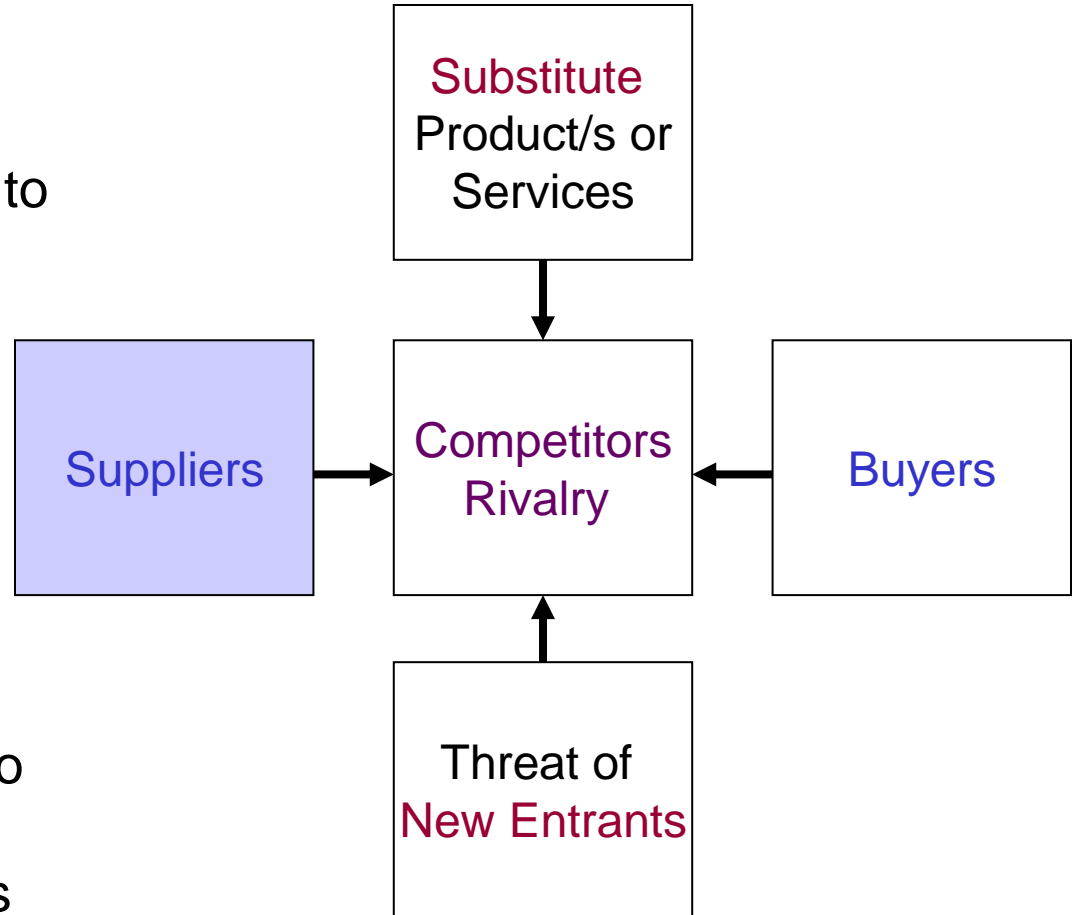 Substitute
Product/s or
Services
to
Suppliers
Competitors
Rivalry
Buyers
Threat of
New Entrants